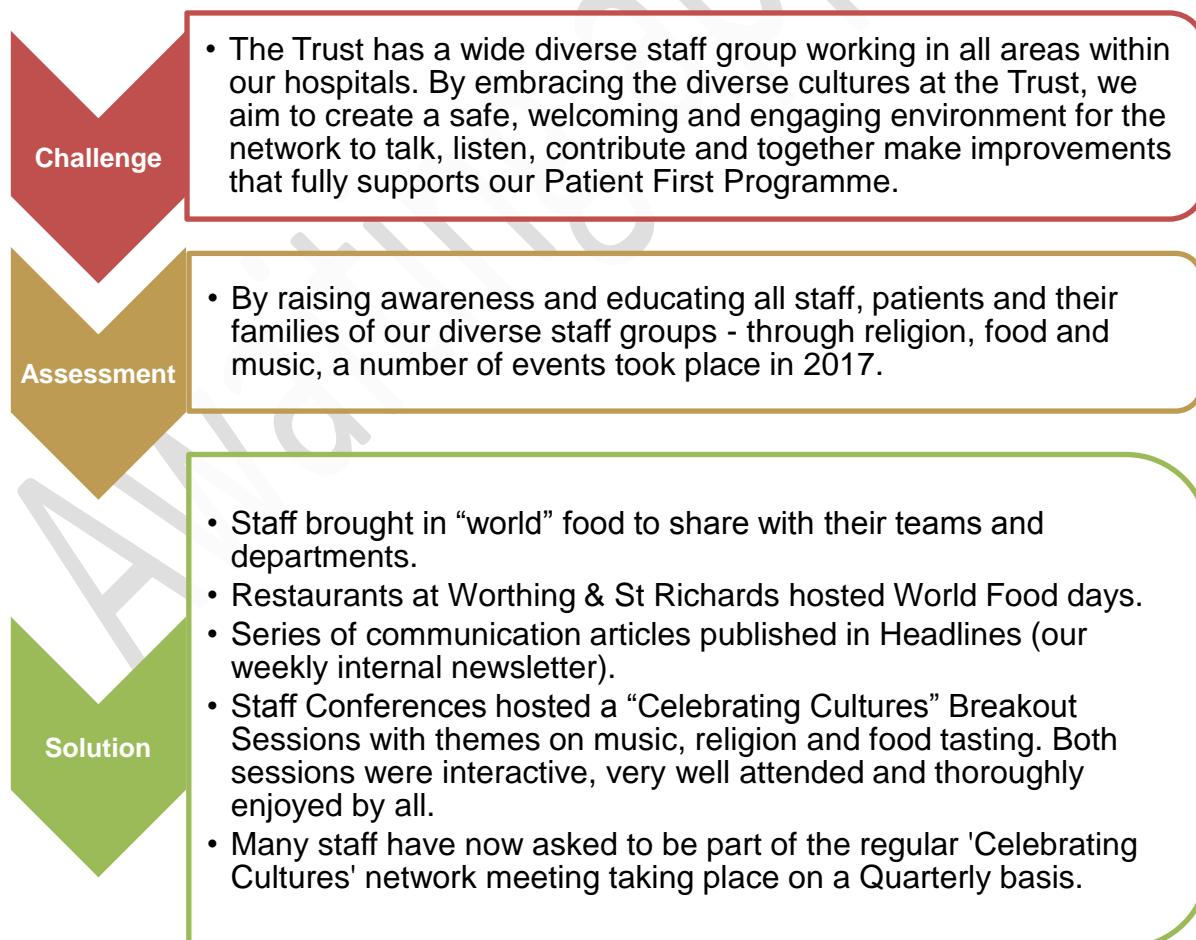 • The Trust has a wide diverse staff group working in all areas within
our hospitals. By embracing the diverse cultures at the Trust, we
aim to create a safe, welcoming and engaging environment for the
network to talk, listen, contribute and together make improvements
that fully supports our Patient First Programme.
Challenge
• By raising awareness and educating all staff, patients and their
families of our diverse staff groups - through religion, food and
music, a number of events took place in 2017.
Assessment
• Staff brought in “world” food to share with their teams and
departments.
• Restaurants at Worthing & St Richards hosted World Food days.
• Series of communication articles published in Headlines (our
weekly internal newsletter).
• Staff Conferences hosted a “Celebrating Cultures” Breakout
Sessions with themes on music, religion and food tasting. Both
sessions were interactive, very well attended and thoroughly
enjoyed by all.
• Many staff have now asked to be part of the regular 'Celebrating
Cultures' network meeting taking place on a Quarterly basis.
Solution